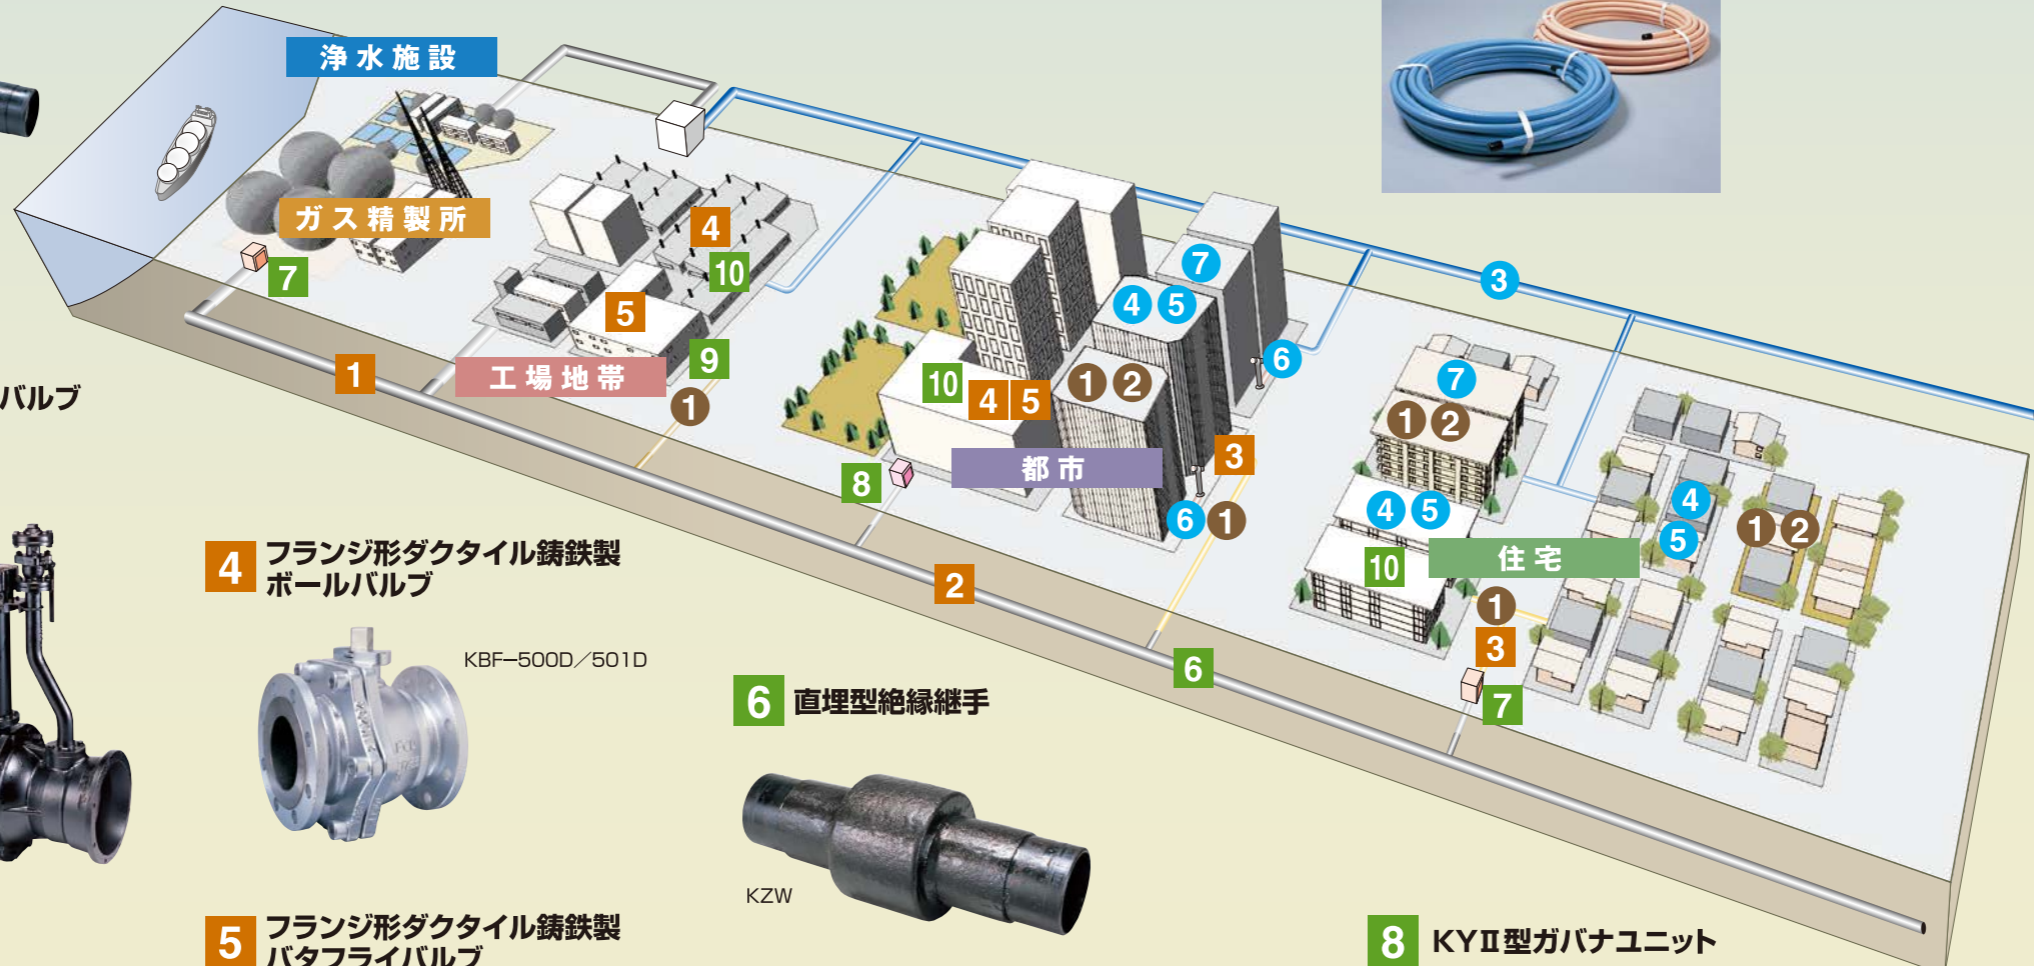 浄水施設
ガス精製所
7
4
10
5
9
1
工場地帯
1
7
4 5
3
6
10
4 5
1 2
8
都市
3
6 1
2
6
7
1 2
4 5
10
住宅
1
3
7
4
5
1 2
バルブ
4 フランジ形ダクタイル鋳鉄製
ボールバルブ
KBF-500D/501D
6 直埋型絶縁継手
KZW
5 フランジ形ダクタイル鋳鉄製
バタフライバルブ
8 KYⅡ型ガバナユニット